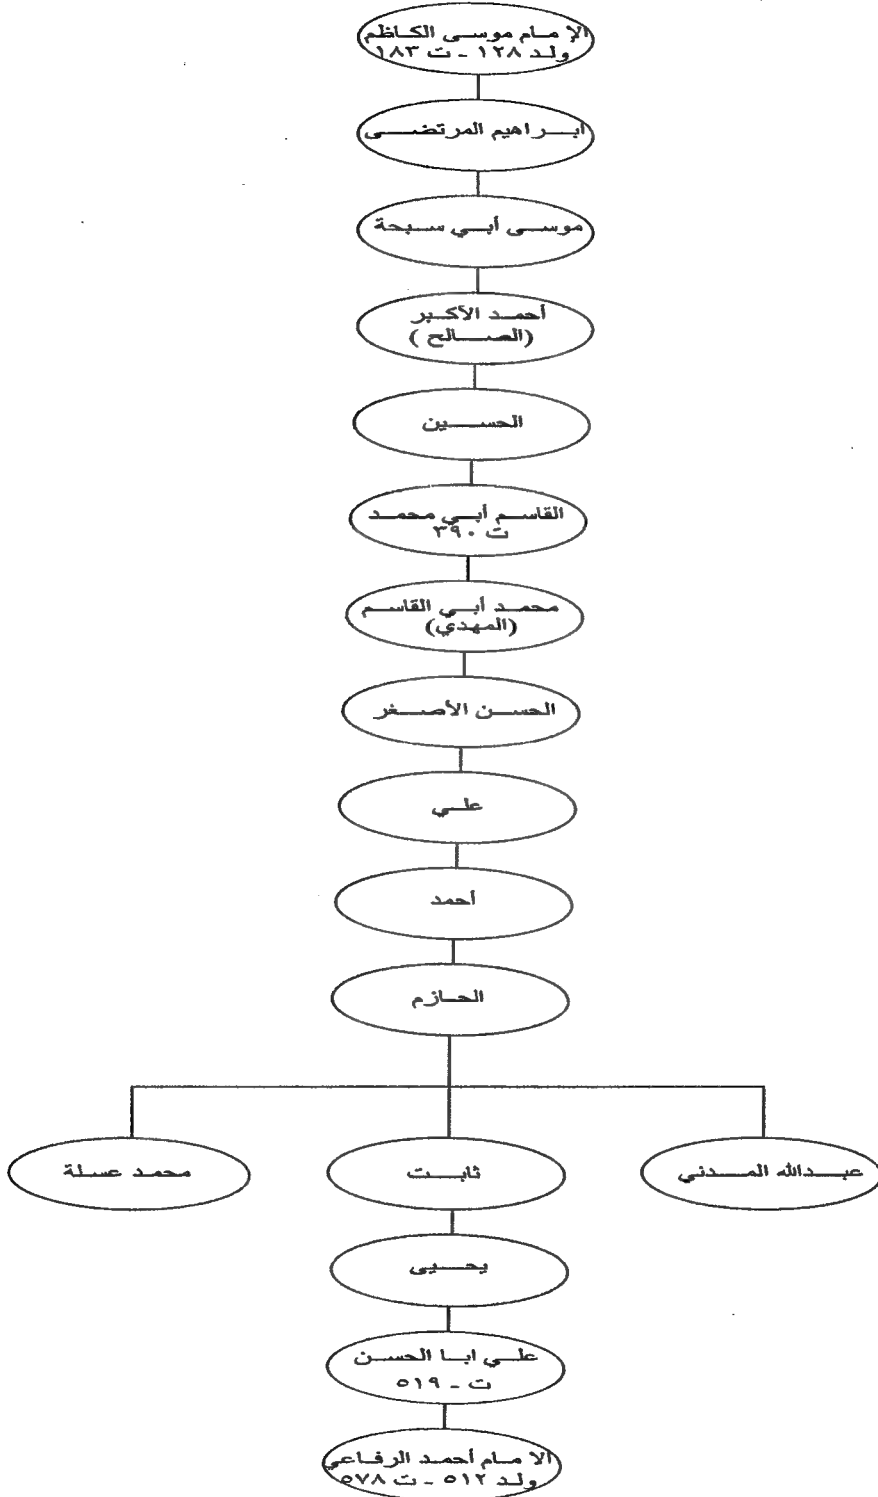 الإمام موسى الكاظم
ولد ١٢٨ - ت ١٨٣
ابراهيم المرتضى
موسى أبي سبحة
أحمد الأكبر
(الصالح)
الحسين
القاسم أبي محمد
ت ٣٩٠
محمد أبي القاسم
(المهدي)
الحسن الأصغر
علي
أحمد
الحازم
عبدالله المدني
ثابت
محمد عسلة
يحيى
علي ابا الحسن
ت - ٥١٩
الامام أحمد الرفاعي
ولد ٥١٢ - ت ٥٧٨